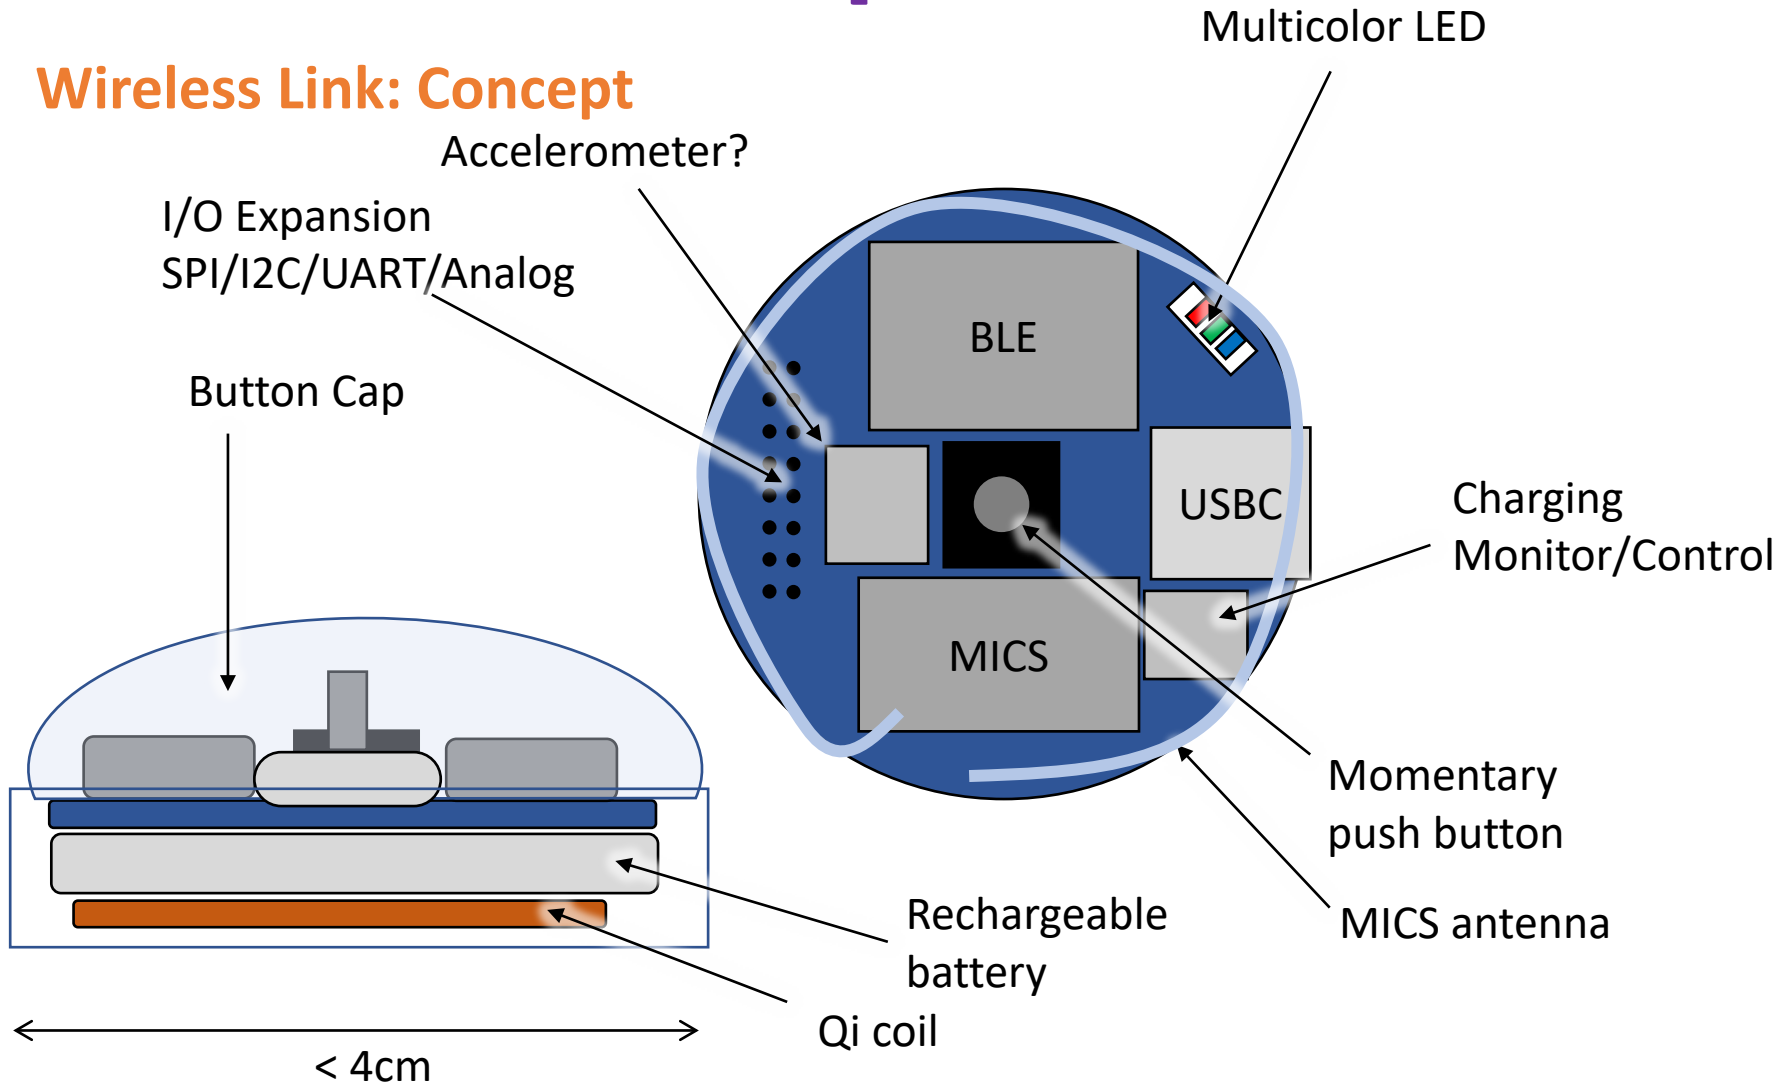 Multicolor LED
Wireless Link: Concept
Accelerometer?
I/O Expansion
SPI/I2C/UART/Analog
BLE
Button Cap
USBC
Charging
Monitor/Control
MICS
Momentary
push button
Rechargeable
battery
MICS antenna
Qi coil
< 4cm